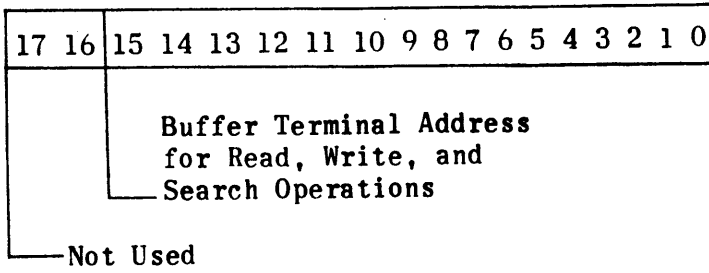 17 16 15 14 13 12 11 10 9 8 7 6 5 4 3 2 1 0
Buffer Terminal Address
for Read, Write, and
Search Operations
Not Used